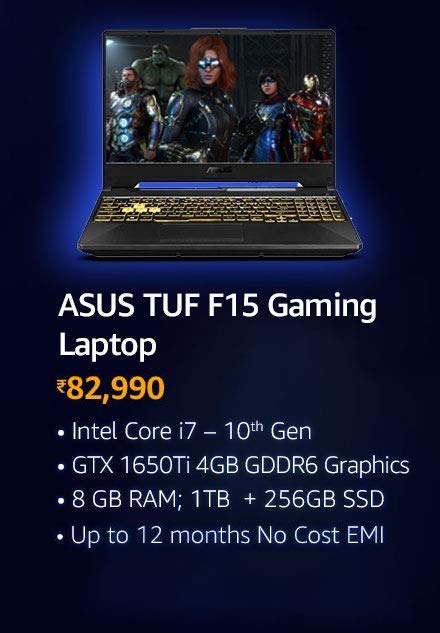 ASUS
ASUS TUF F15 Gaming
Laptop
₹82,990
• Intel Core i7 – 10th Gen
• GTX 1650Ti 4GB GDDR6 Graphics
• 8 GB RAM; 1TB + 256GB SSD
• Up to 12 months No Cost EMI